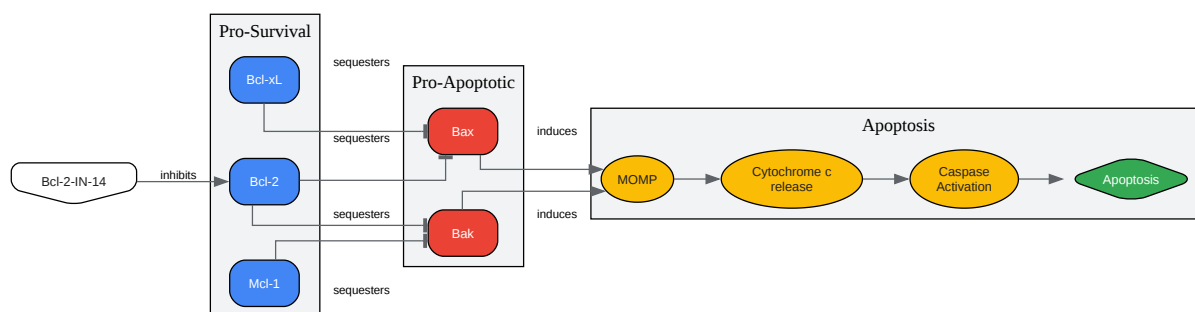 Pro-Survival
Bcl-xL
sequesters
Pro-Apoptotic
Bax
sequesters
induces
Apoptosis
Bcl-2-IN-14
inhibits
Bcl-2
MOMP
Cytochrome c
release
Caspase
Activation
Apoptosis
sequesters
Bak
induces
Mcl-1
sequesters